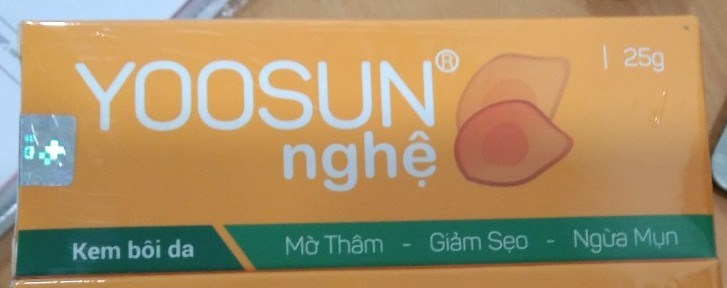 YOOSUN® | 25g
nghệ
Kem bôi da
Mờ Thâm - Giảm Sẹo - Ngừa Mụn